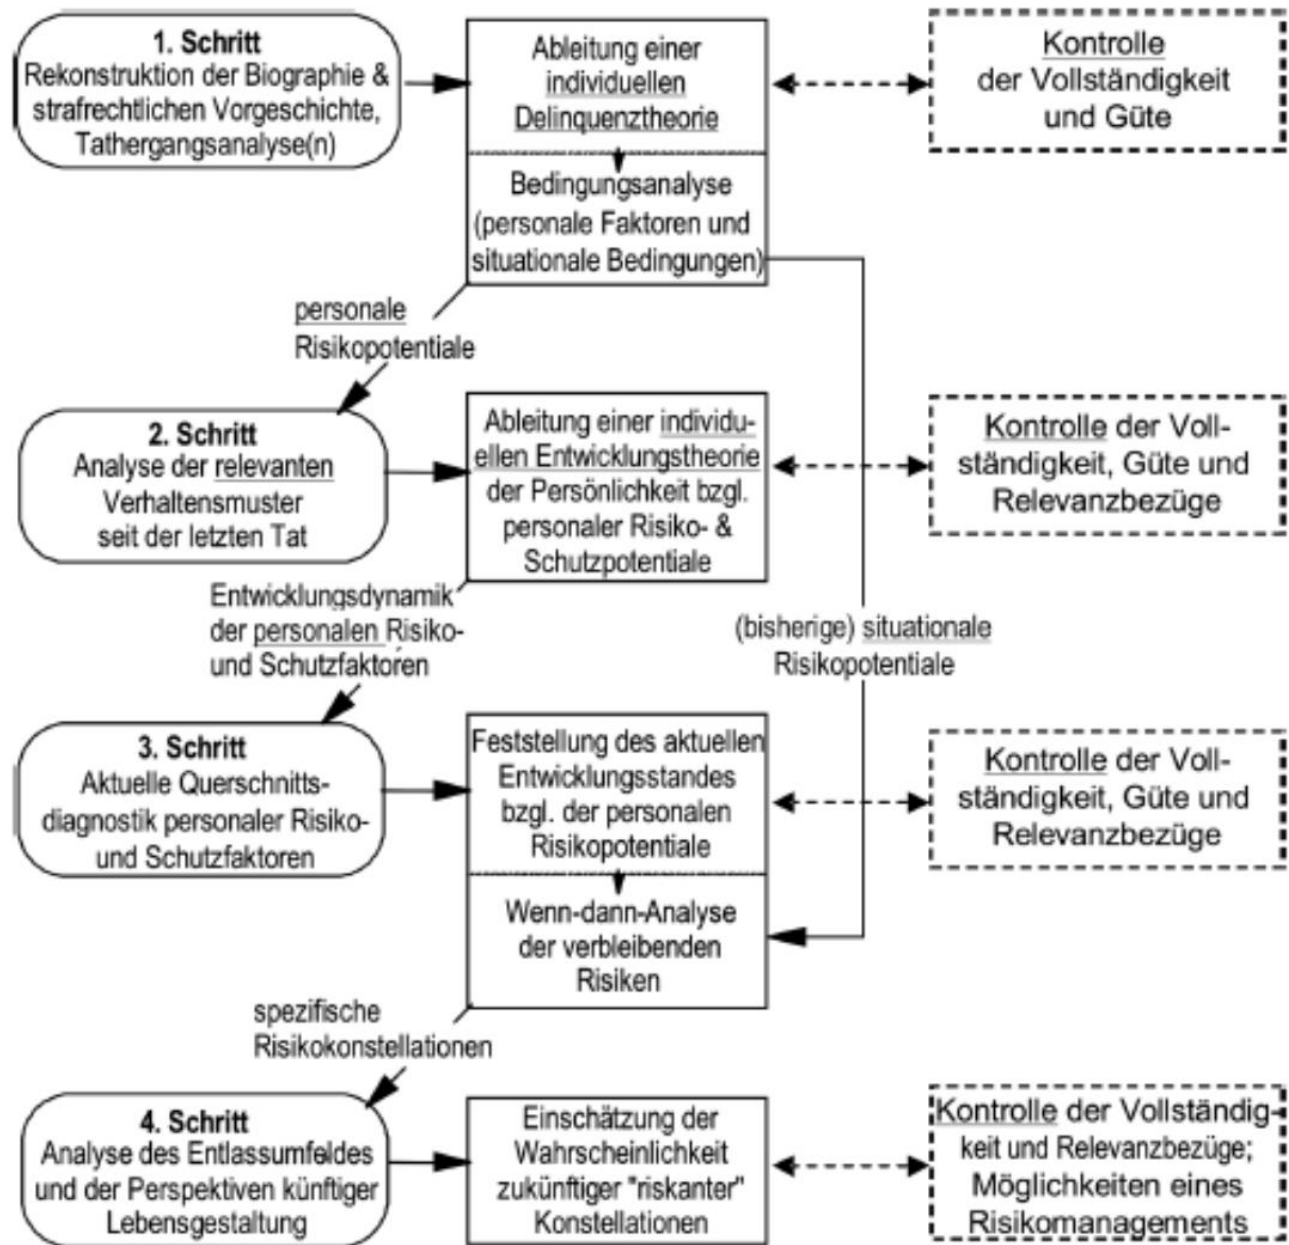 1. Schritt
Rekonstruktion der Biographie &
strafrechtlichen Vorgeschichte,
Tathergangsanalyse(n)
Ableitung einer
individuellen
Delinquenztheorie
Bedingungsanalyse
(personale Faktoren und
situationale Bedingungen)
Kontrolle
der Vollständigkeit
und Güte
personale
Risikopotentiale
2. Schritt
Analyse der relevanten
Verhaltensmuster
seit der letzten Tat
Ableitung einer individu-
ellen Entwicklungstheorie
der Persönlichkeit bzgl.
personaler Risiko- &
Schutzpotentiale
Kontrolle der Voll-
ständigkeit, Güte und
Relevanzbezüge
Entwicklungsdynamik
der personalen Risiko-
und Schutzfaktoren
(bisherige) situationale
Risikopotentiale
3. Schritt
Aktuelle Querschnitts-
diagnostik personaler Risiko-
und Schutzfaktoren
Feststellung des aktuellen
Entwicklungsstandes
bzgl. der personalen
Risikopotentiale
Wenn-dann-Analyse
der verbleibenden
Risiken
Kontrolle der Voll-
ständigkeit, Güte und
Relevanzbezüge
spezifische
Risikokonstellationen
4. Schritt
Analyse des Entlassumfeldes
und der Perspektiven künftiger
Lebensgestaltung
Einschätzung der
Wahrscheinlichkeit
zukünftiger "riskanter"
Konstellationen
Kontrolle der Vollständig-
keit und Relevanzbezüge;
Möglichkeiten eines
Risikomanagements